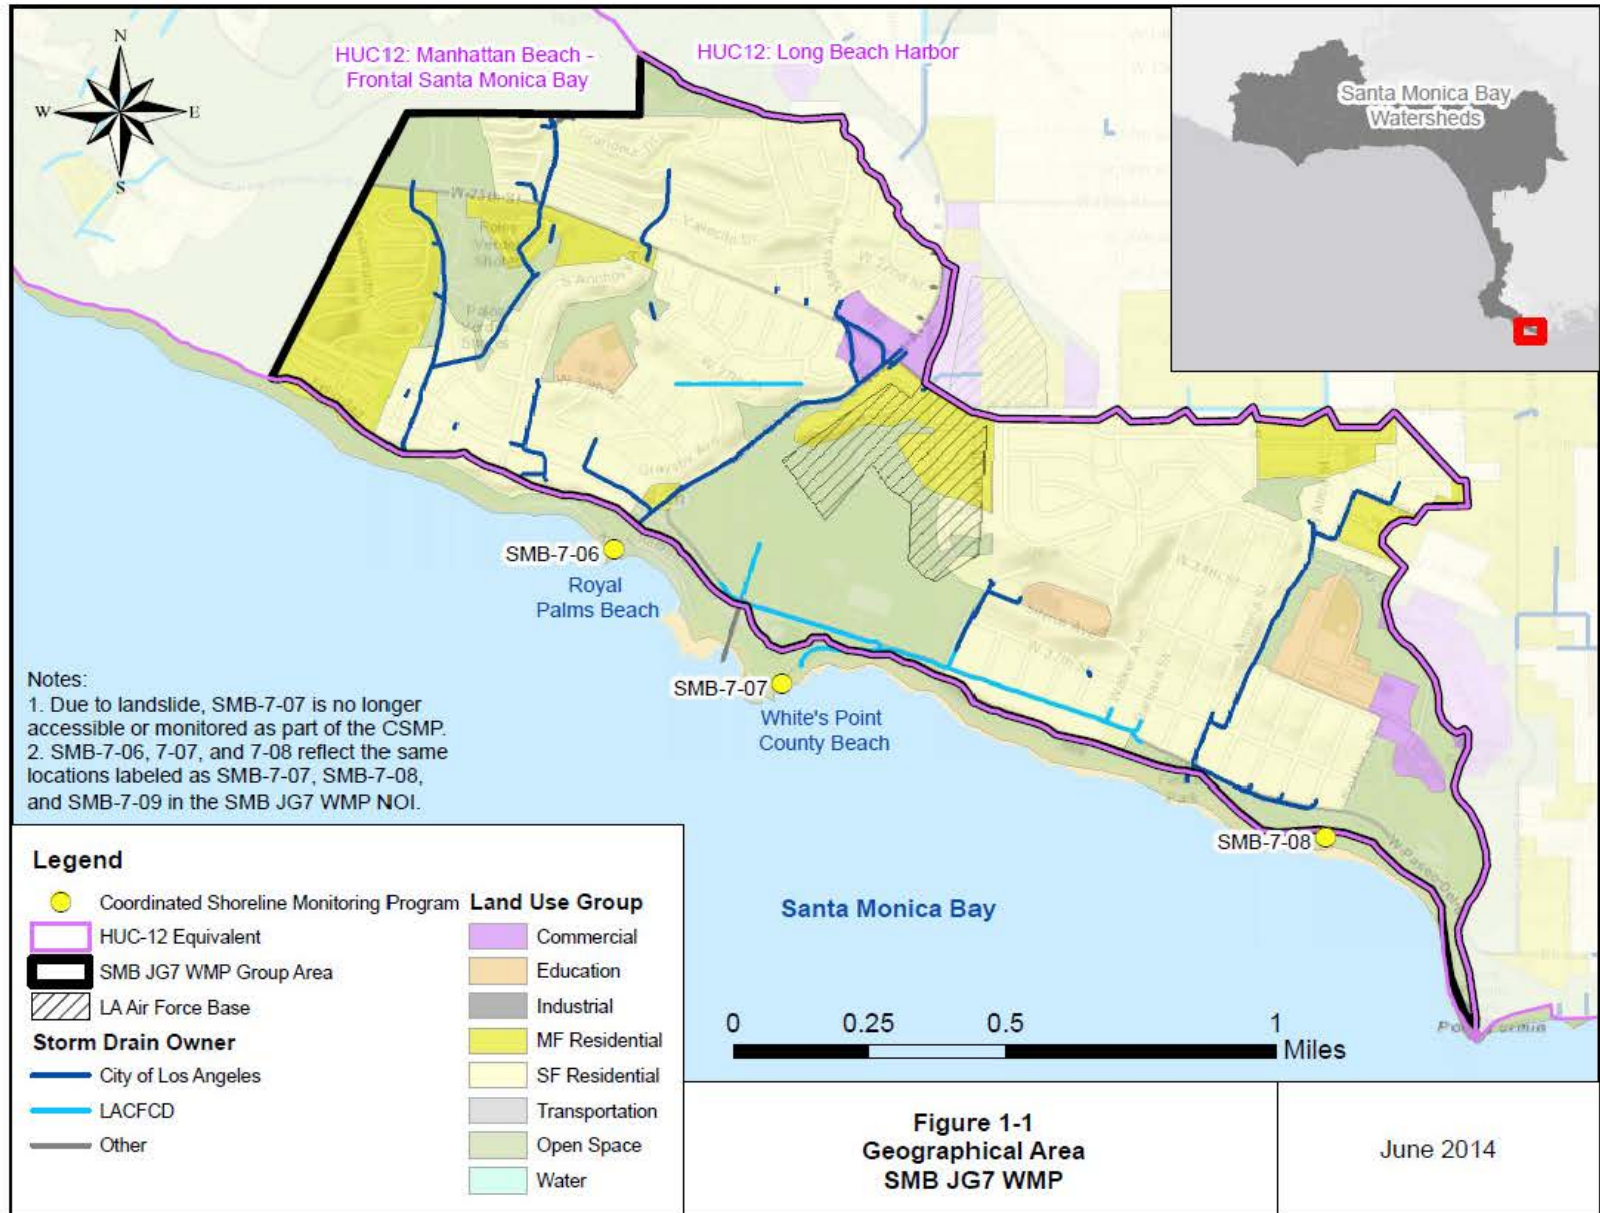 N
W
E
S
HUC12: Manhattan Beach -
Frontal Santa Monica Bay
HUC12: Long Beach Harbor
Santa Monica Bay
Watersheds
W 25th St
W 22nd St
W 37th
W 34th St
SMB-7-06
Royal
Palms Beach
SMB-7-07
White's Point
County Beach
SMB-7-08
Santa Monica Bay
Notes:
1. Due to landslide, SMB-7-07 is no longer
accessible or monitored as part of the CSMP.
2. SMB-7-06, 7-07, and 7-08 reflect the same
locations labeled as SMB-7-07, SMB-7-08,
and SMB-7-09 in the SMB JG7 WMP NOI.
Legend
Coordinated Shoreline Monitoring Program
HUC-12 Equivalent
SMB JG7 WMP Group Area
LA Air Force Base
Storm Drain Owner
City of Los Angeles
LACFCD
Other
Land Use Group
Commercial
Education
Industrial
MF Residential
SF Residential
Transportation
Open Space
Water
0 0.25 0.5 1
Miles
Figure 1-1
Geographical Area
SMB JG7 WMP
June 2014